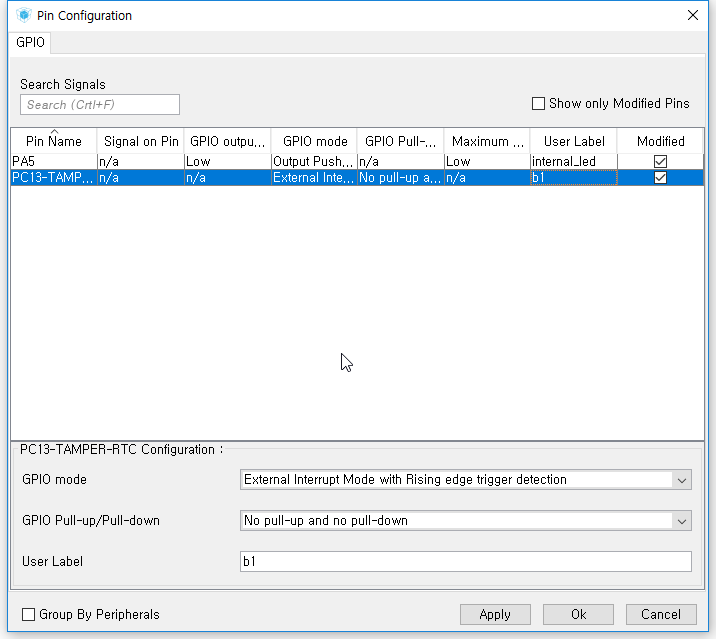 Pin Configuration
GPIO
Search Signals
Search (Crtl+F)
Show only Modified Pins
Pin Name Signal on Pin GPIO outpu... GPIO mode GPIO Pull-... Maximum ... User Label Modified
PA5 n/a Low Output Push... n/a Low internal_led
PC13-TAMP... n/a n/a External Inte... No pull-up a... n/a b1
PC13-TAMPER-RTC Configuration :
GPIO mode External Interrupt Mode with Rising edge trigger detection
GPIO Pull-up/Pull-down No pull-up and no pull-down
User Label b1
Group By Peripherals Apply Ok Cancel